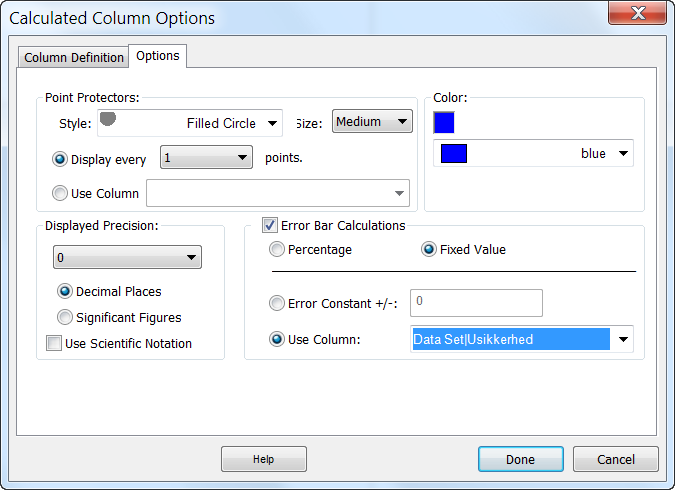 Calculated Column Options
Column Definition
Options
Point Protectors:
Style: Filled Circle Size: Medium
Display every 1 points.
Use Column
Color:
blue
Displayed Precision:
0
Decimal Places
Significant Figures
Use Scientific Notation
Error Bar Calculations
Percentage Fixed Value
Error Constant +/-: 0
Use Column: Data Set|Usikkerhed
Help Done Cancel